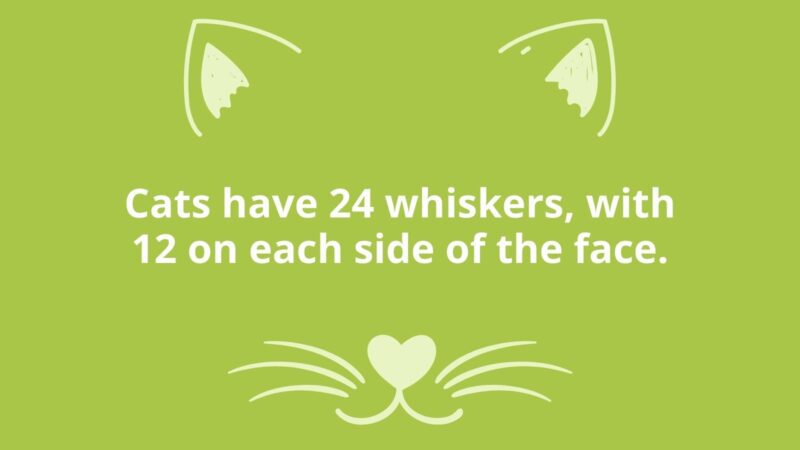 Cats have 24 whiskers, with
12 on each side of the face.